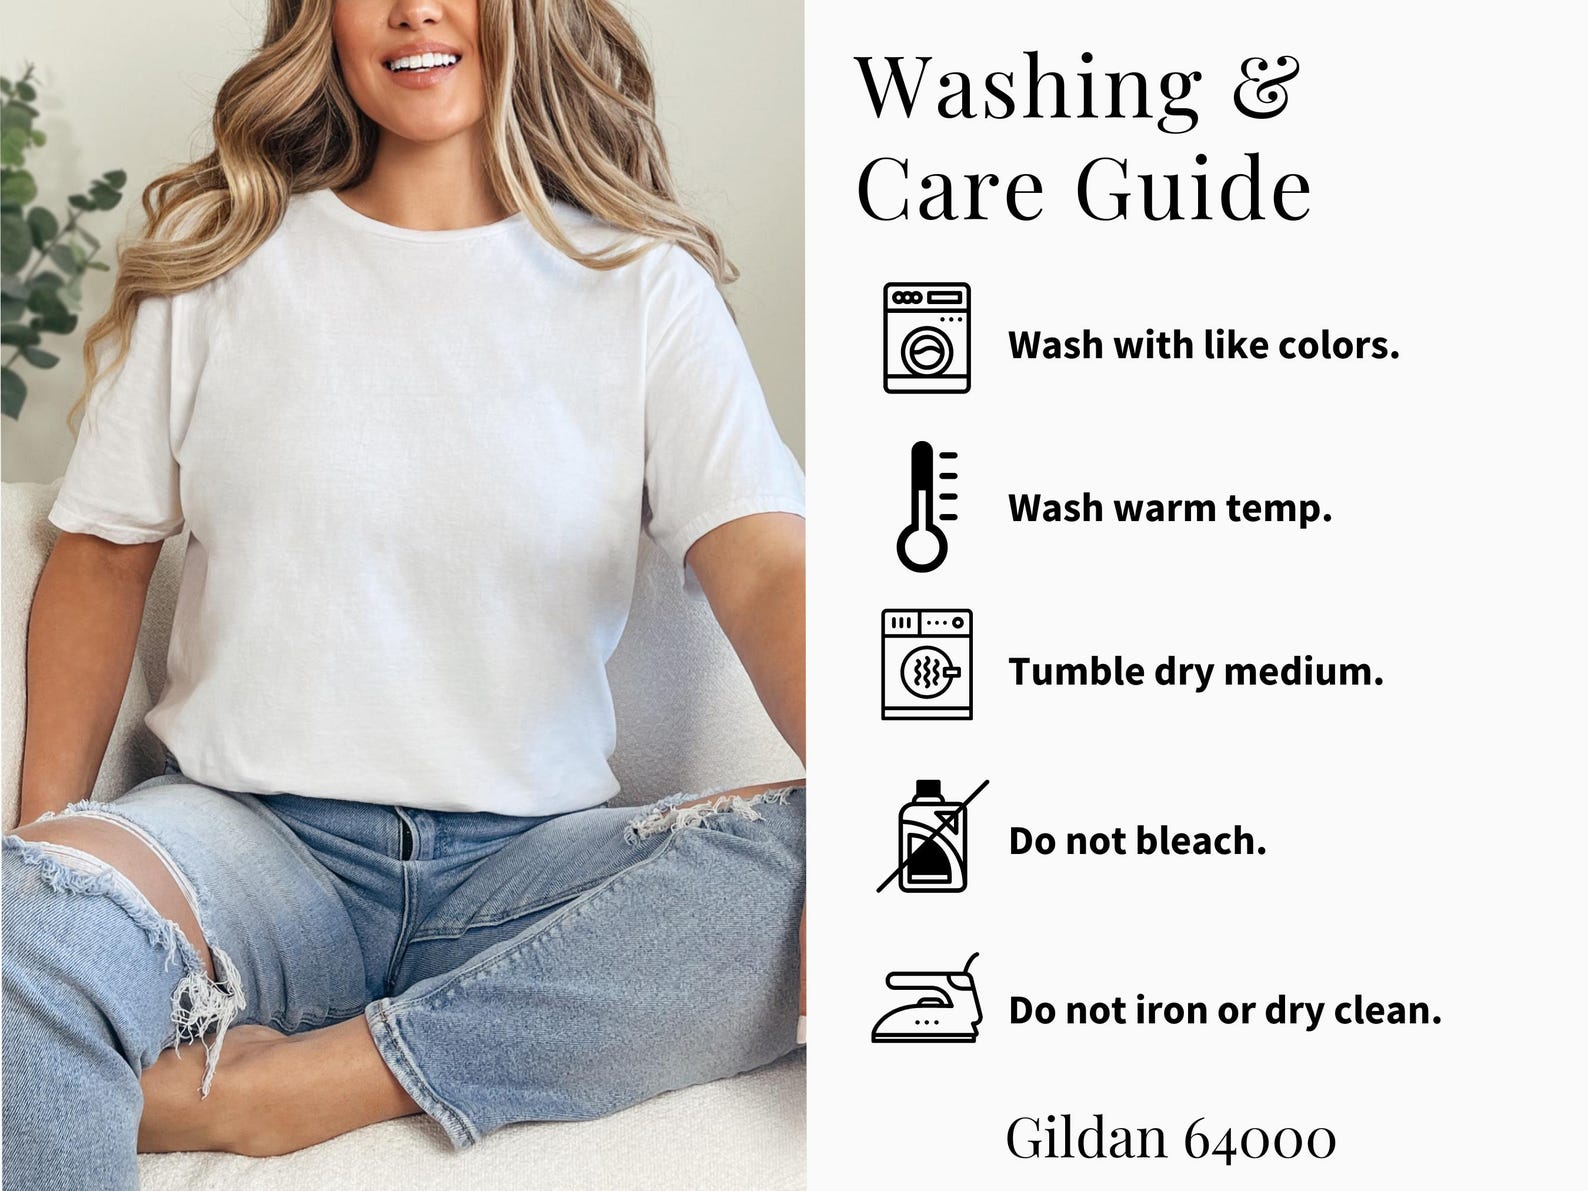 Washing &
Care Guide
Wash with like colors.
Wash warm temp.
Tumble dry medium.
Do not bleach.
Do not iron or dry clean.
Gildan 64000